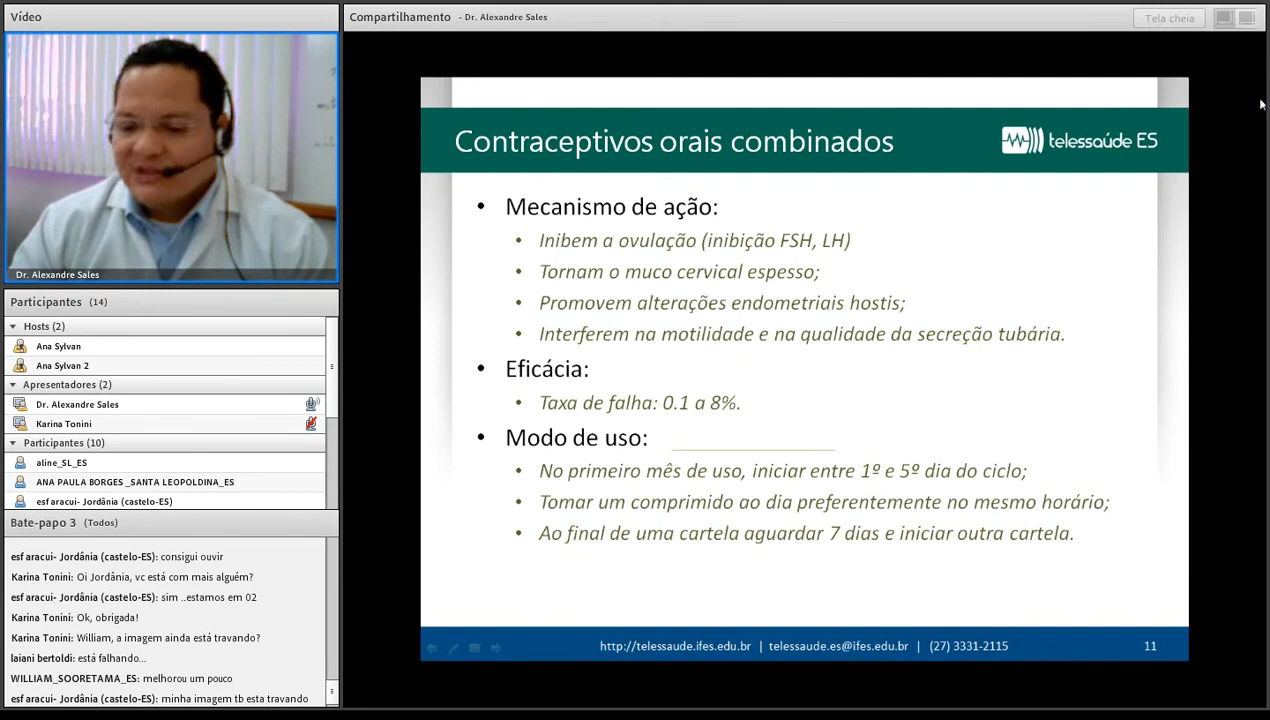 Vídeo
Dr. Alexandre Sales
Participantes (14)
Hosts (2)
Ana Sylvan
Ana Sylvan 2
Apresentadores (2)
Dr. Alexandre Sales
Karina Tonini
Participantes (10)
aline_SL_ES
ANA PAULA BORGES _SANTA LEOPOLDINA_ES
esf aracui- Jordânia (castelo-ES)
Bate-papo 3 (Todos)
esf aracui- Jordânia (castelo-ES): consigui ouvir
Karina Tonini: Oi Jordânia, vc está com mais alguém?
esf aracui- Jordânia (castelo-ES): sim ..estamos em 02
Karina Tonini: Ok, obrigada!
Karina Tonini: William, a imagem ainda está travando?
laiani bertoldi: está falhando...
WILLIAM_SOORETAMA_ES: melhorou um pouco
esf aracui- Jordânia (castelo-ES): minha imagem tb esta travando
Compartilhamento - Dr. Alexandre Sales
Tela cheia
Contraceptivos orais combinados
telessaúde ES
• Mecanismo de ação:
• Inibem a ovulação (inibição FSH, LH)
• Tornam o muco cervical espesso;
• Promovem alterações endometriais hostis;
• Interferem na motilidade e na qualidade da secreção tubária.
• Eficácia:
• Taxa de falha: 0.1 a 8%.
• Modo de uso:
• No primeiro mês de uso, iniciar entre 1º e 5º dia do ciclo;
• Tomar um comprimido ao dia preferentemente no mesmo horário;
• Ao final de uma cartela aguardar 7 dias e iniciar outra cartela.
http://telessaude.ifes.edu.br | telessaude.es@ifes.edu.br | (27) 3331-2115
11